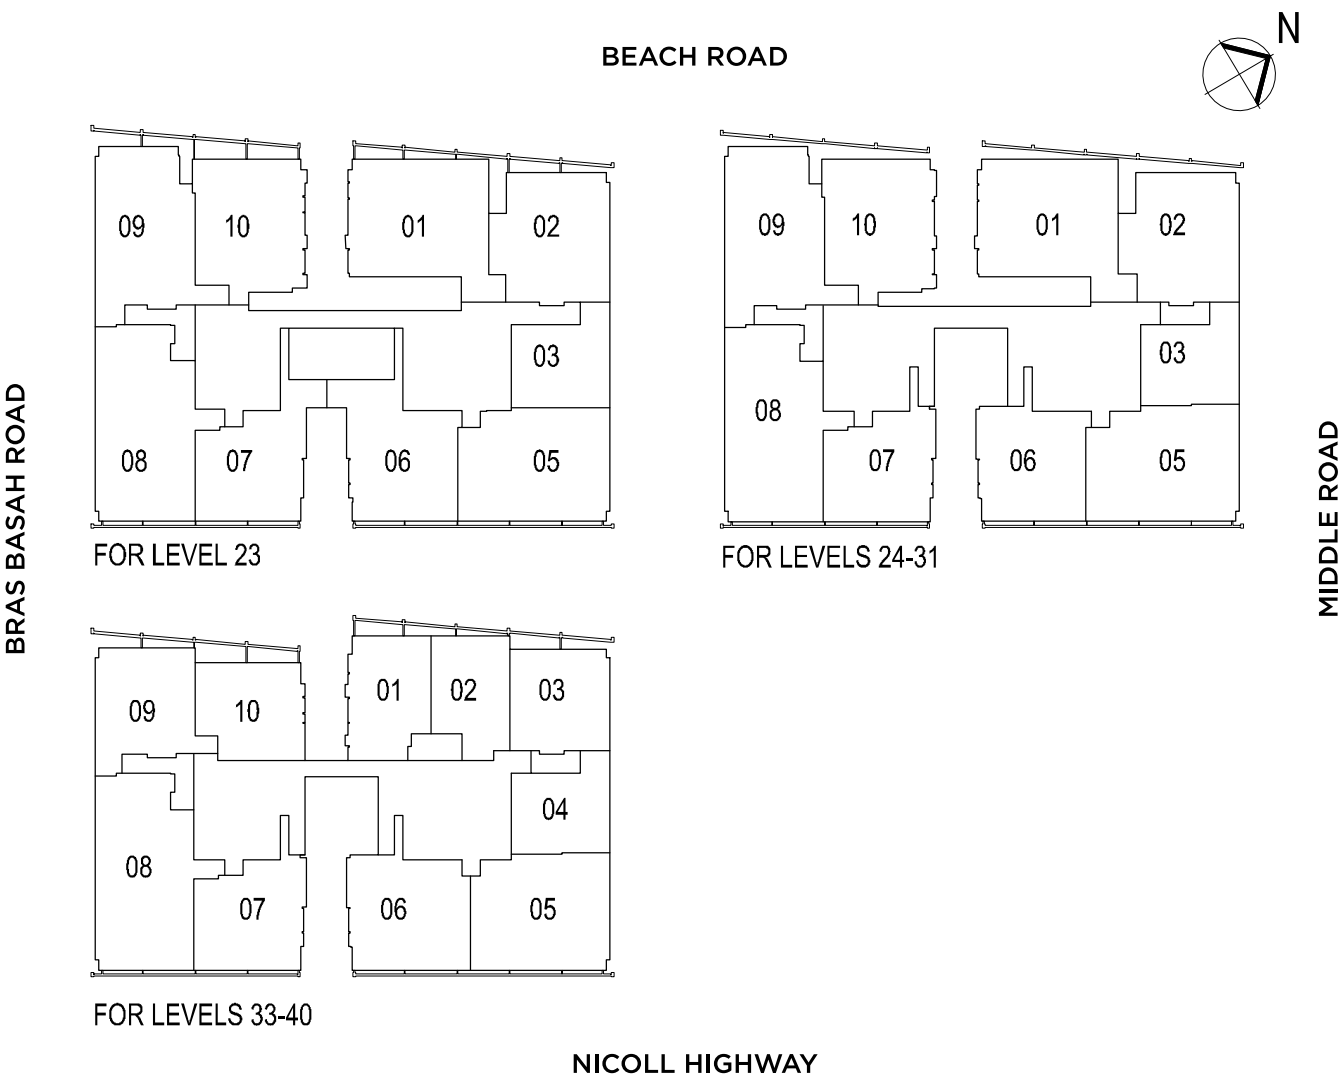 N
BEACH ROAD
09 10 01 02
03
08 07 06 05
FOR LEVEL 23
09 10 01 02
03
08
07 06 05
FOR LEVELS 24-31
BRAS BASAH ROAD
MIDDLE ROAD
01 02 03
09 10
04
08
07 06 05
FOR LEVELS 33-40
NICOLL HIGHWAY